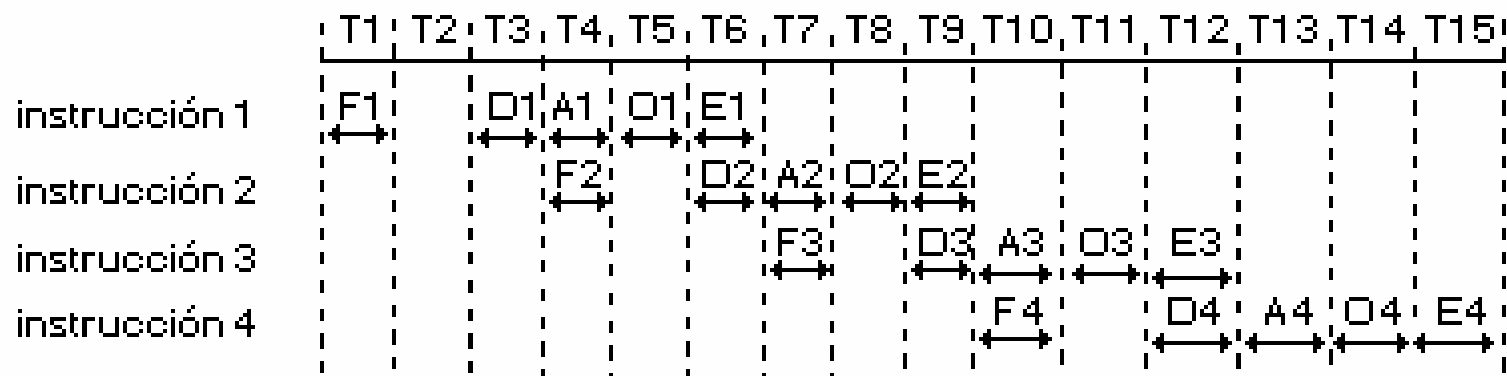 T1 T2 T3 T4 T5 T6 T7 T8 T9 T10 T11 T12 T13 T14 T15
instrucción 1 F1 D1 A1 O1 E1
instrucción 2 F2 D2 A2 O2 E2
instrucción 3 F3 D3 A3 O3 E3
instrucción 4 F4 D4 A4 O4 E4